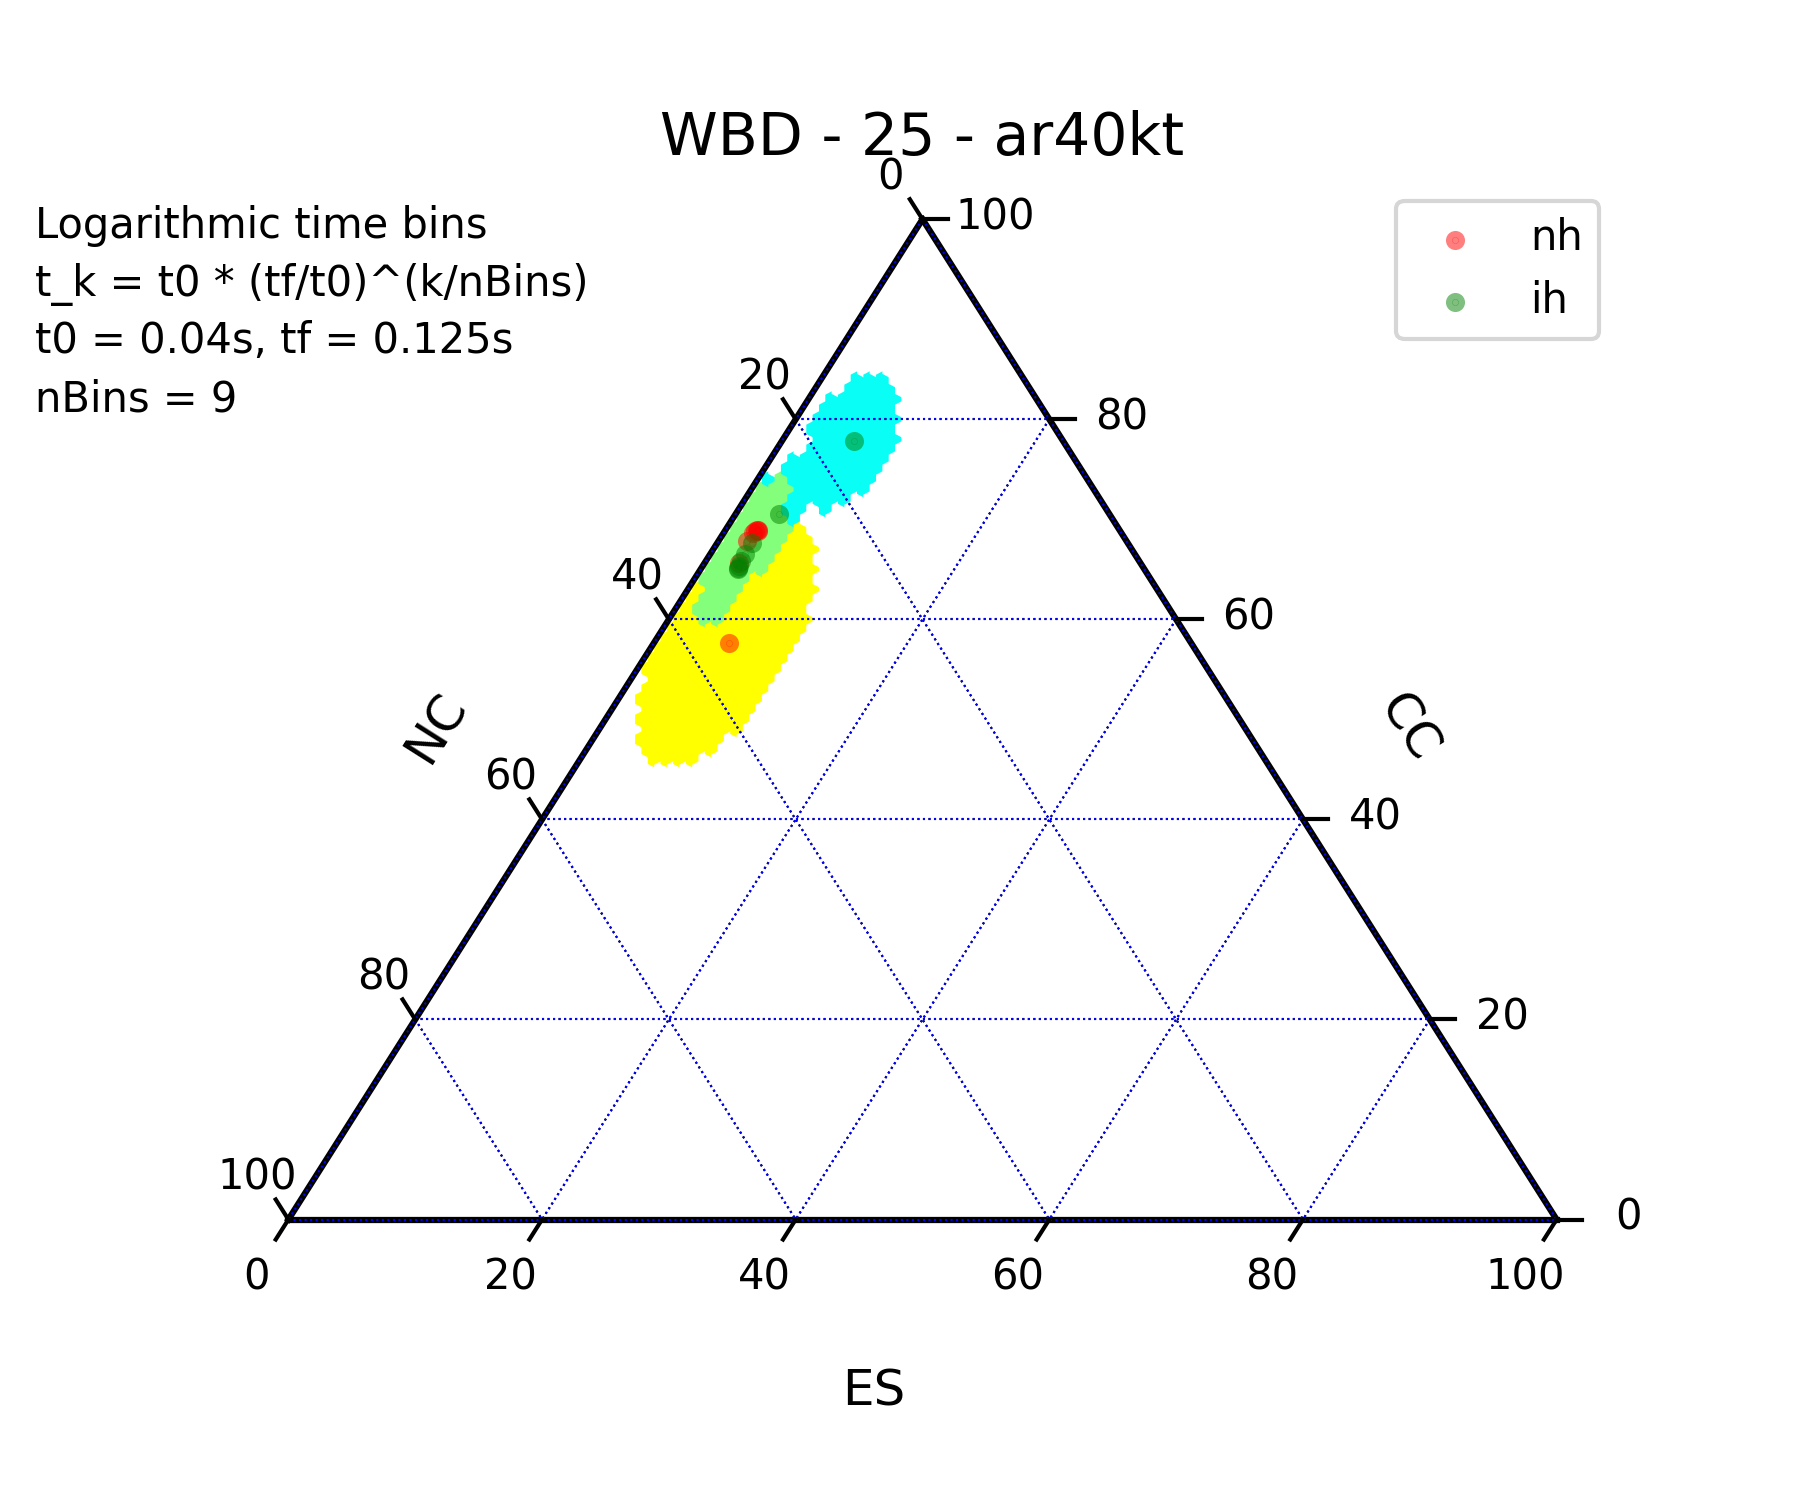 WBD - 25 - ar40kt
Logarithmic time bins
t_k = t0 * (tf/t0)^(k/nBins)
t0 = 0.04s, tf = 0.125s
nBins = 9
nh
ih
0
20
40
60
80
100
NC
100
80
60
40
20
0
CC
0
20
40
60
80
100
ES